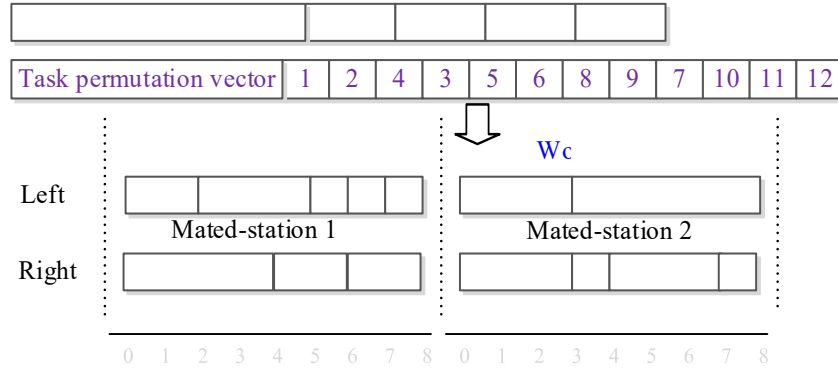 Task permutation vector 1 2 4 3 5 6 8 9 7 10 11 12
Wc
Left
Mated-station 1 Mated-station 2
Right
0 1 2 3 4 5 6 7 8 0 1 2 3 4 5 6 7 8